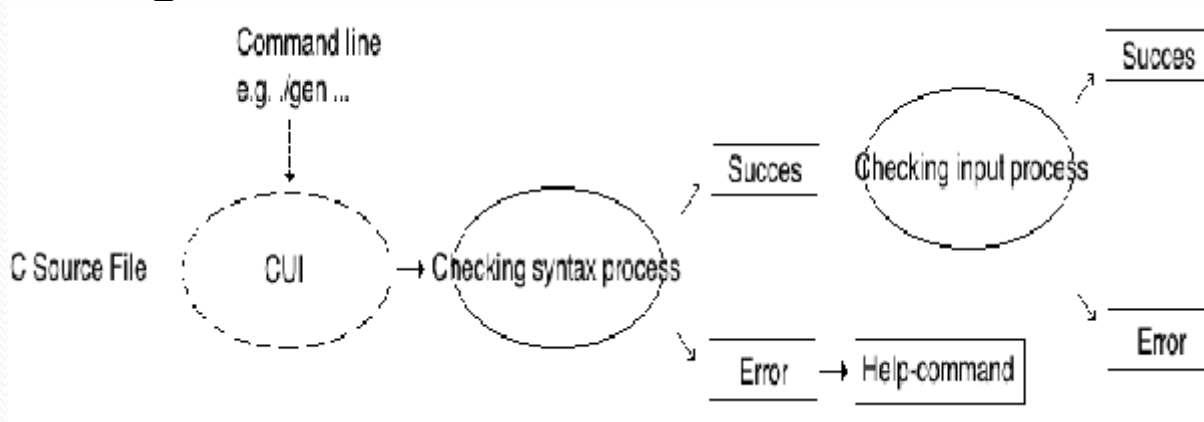 Command line
e.g. ./gen ...
C Source File
CUI
Checking syntax process
Succes
Error
Help-command
Checking input process
Succes
Error